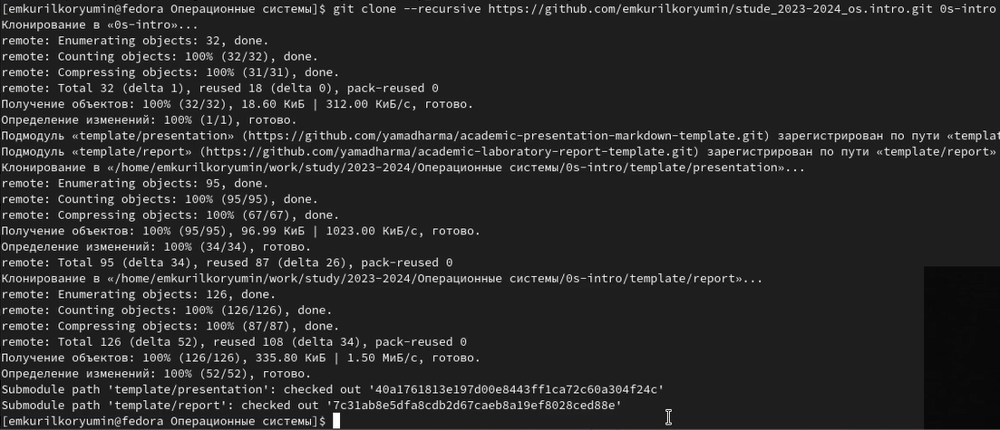 [emkurilkoryumin@fedora Операционные системы]$ git clone --recursive https://github.com/emkurilkoryumin/stude_2023-2024_os.intro.git 0s-intro
Клонирование в «0s-intro»...
remote: Enumerating objects: 32, done.
remote: Counting objects: 100% (32/32), done.
remote: Compressing objects: 100% (31/31), done.
remote: Total 32 (delta 1), reused 18 (delta 0), pack-reused 0
Получение объектов: 100% (32/32), 18.60 КиБ | 312.00 КиБ/с, готово.
Определение изменений: 100% (1/1), готово.
Подмодуль «template/presentation» (https://github.com/yamadharma/academic-presentation-markdown-template.git) зарегистрирован по пути «templat
Подмодуль «template/report» (https://github.com/yamadharma/academic-laboratory-report-template.git) зарегистрирован по пути «template/report»
Клонирование в «/home/emkurilkoryumin/work/study/2023-2024/Операционные системы/0s-intro/template/presentation»...
remote: Enumerating objects: 95, done.
remote: Counting objects: 100% (95/95), done.
remote: Compressing objects: 100% (67/67), done.
Получение объектов: 100% (95/95), 96.99 КиБ | 1023.00 КиБ/с, готово.
Определение изменений: 100% (34/34), готово.
remote: Total 95 (delta 34), reused 87 (delta 26), pack-reused 0
Клонирование в «/home/emkurilkoryumin/work/study/2023-2024/Операционные системы/0s-intro/template/report»...
remote: Enumerating objects: 126, done.
remote: Counting objects: 100% (126/126), done.
remote: Compressing objects: 100% (87/87), done.
remote: Total 126 (delta 52), reused 108 (delta 34), pack-reused 0
Получение объектов: 100% (126/126), 335.80 КиБ | 1.50 МиБ/с, готово.
Определение изменений: 100% (52/52), готово.
Submodule path 'template/presentation': checked out '40a1761813e197d00e8443ff1ca72c60a304f24c'
Submodule path 'template/report': checked out '7c31ab8e5dfa8cdb2d67caeb8a19ef8028ced88e'
[emkurilkoryumin@fedora Операционные системы]$